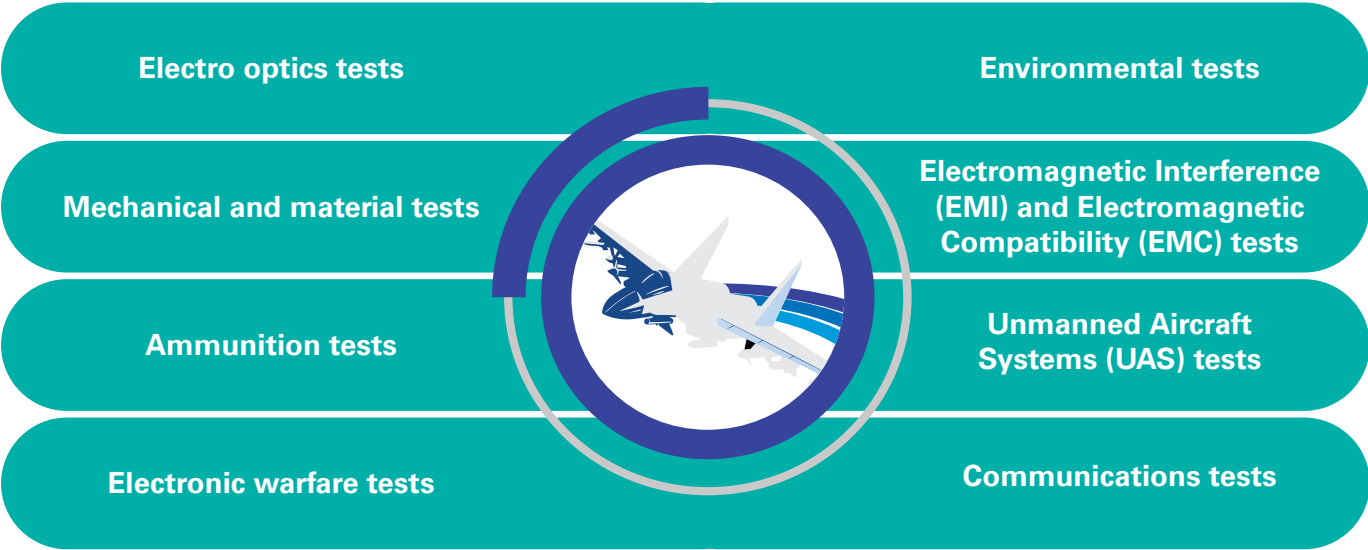 Electro optics tests
Environmental tests
Mechanical and material tests
Electromagnetic Interference
(EMI) and Electromagnetic
Compatibility (EMC) tests
Ammunition tests
Unmanned Aircraft
Systems (UAS) tests
Electronic warfare tests
Communications tests